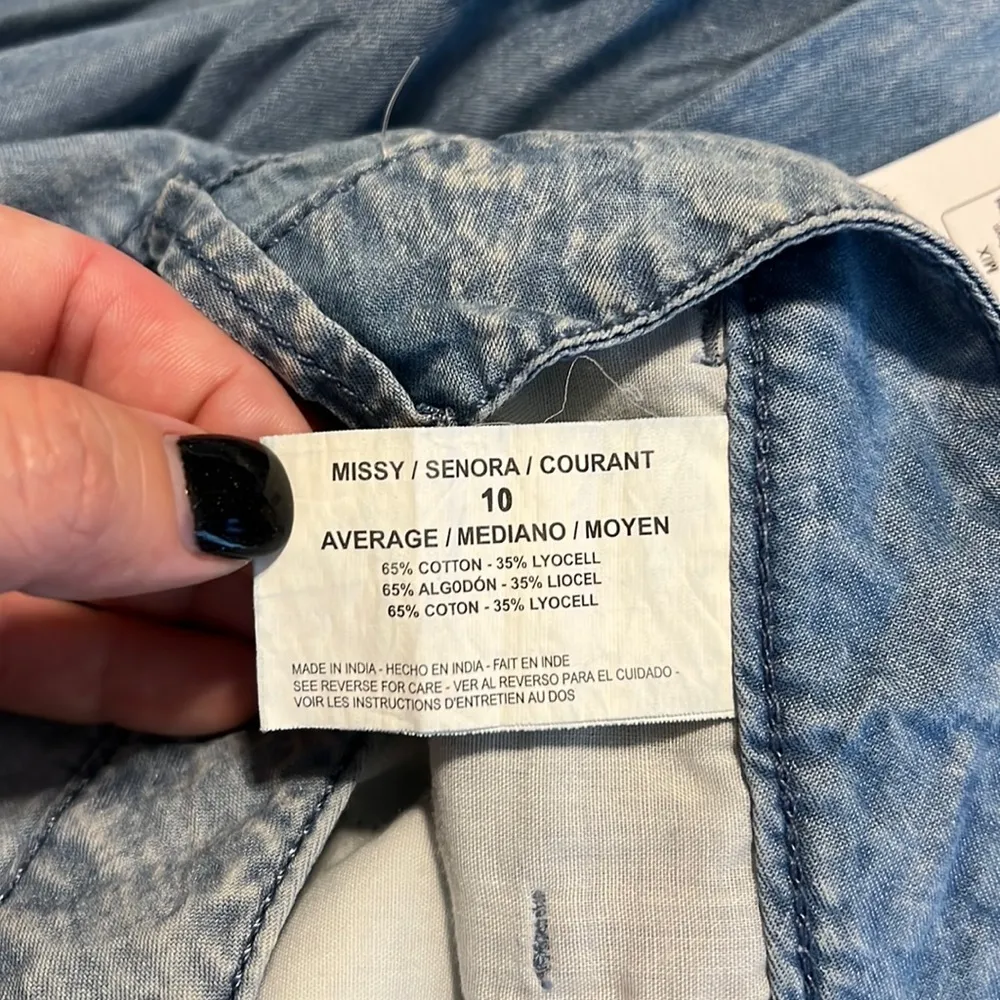 MISSY / SENORA / COURANT
10
AVERAGE / MEDIANO / MOYEN
65% COTTON - 35% LYOCELL
65% ALGODÓN - 35% LIOCEL
65% COTON - 35% LYOCELL
MADE IN INDIA - HECHO EN INDIA - FAIT EN INDE
SEE REVERSE FOR CARE - VER AL REVERSO PARA EL CUIDADO -
VOIR LES INSTRUCTIONS D'ENTRETIEN AU DOS
MIX